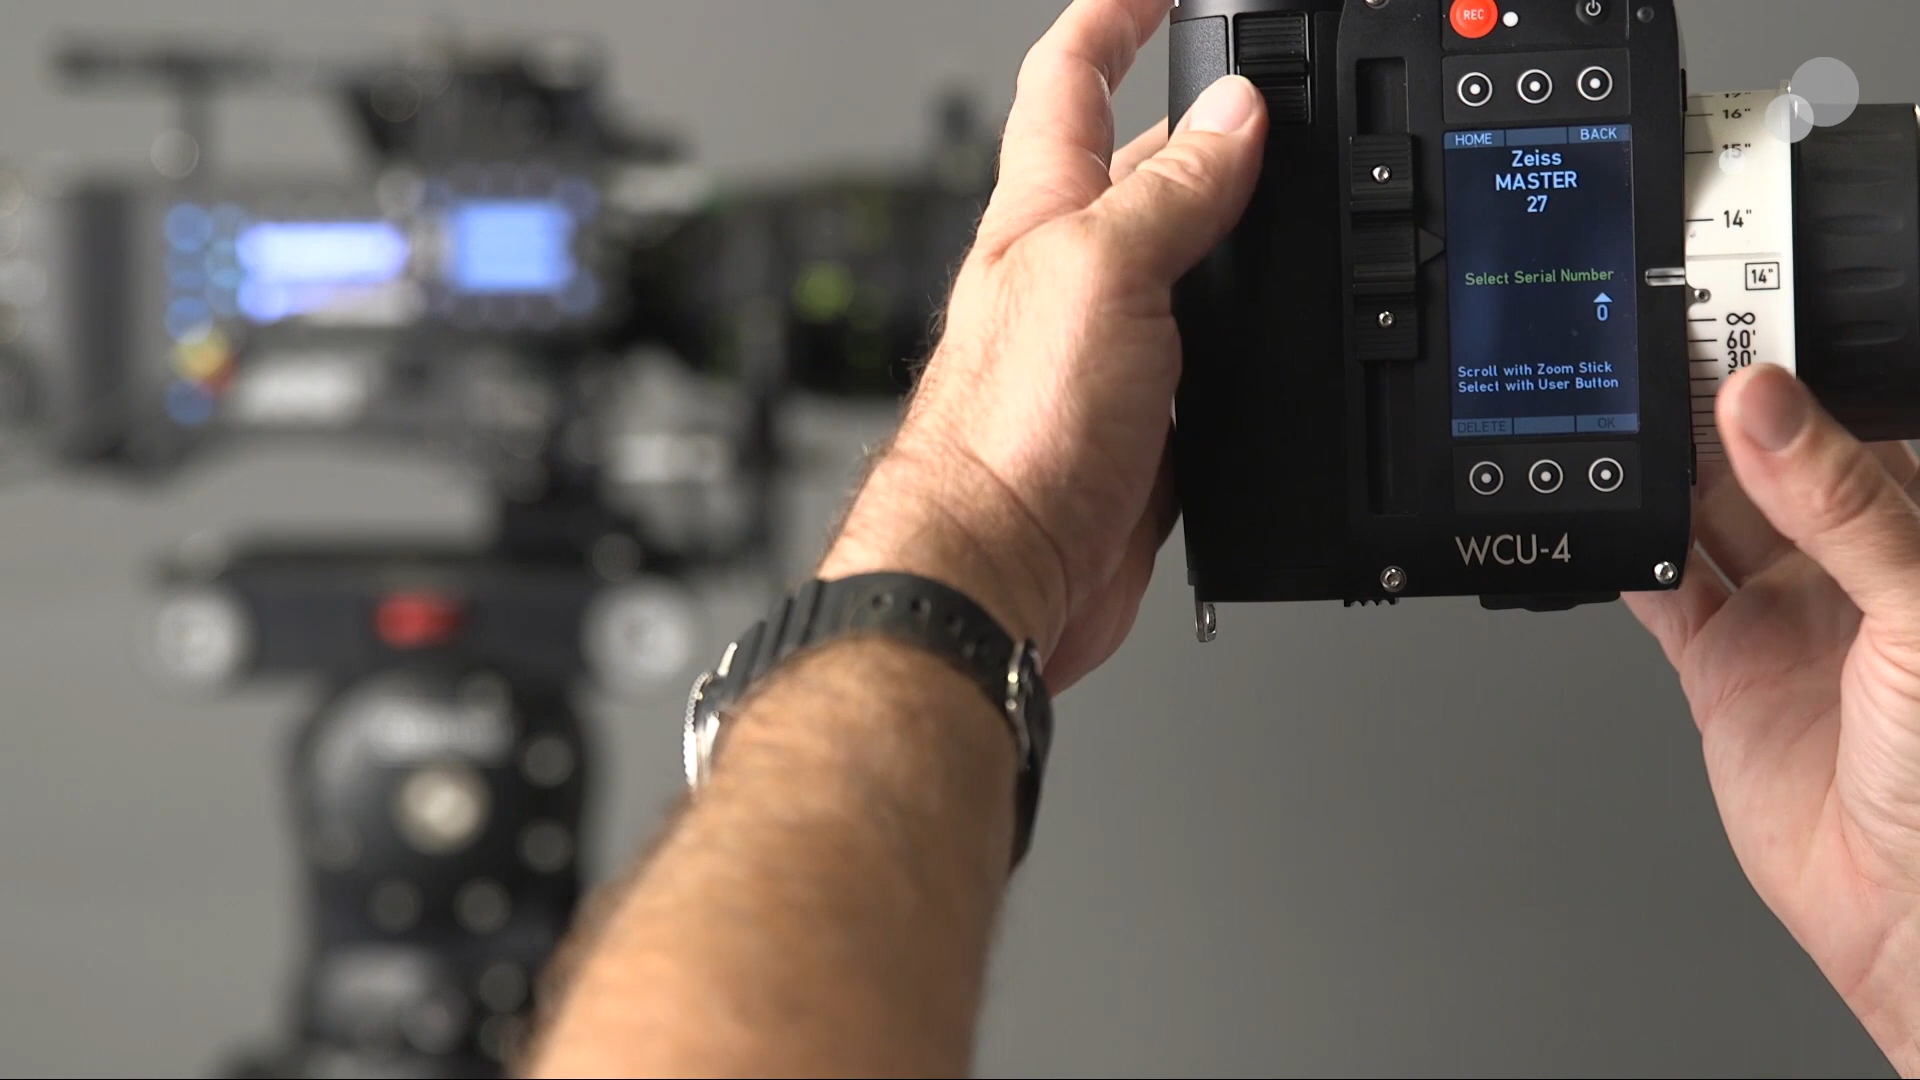 REC
HOME BACK
Zeiss
MASTER
27
Select Serial Number
0
Scroll with Zoom Stick
Select with User Button
DELETE OK
WCU-4
16"
15"
14"
14"
∞
60'
30'